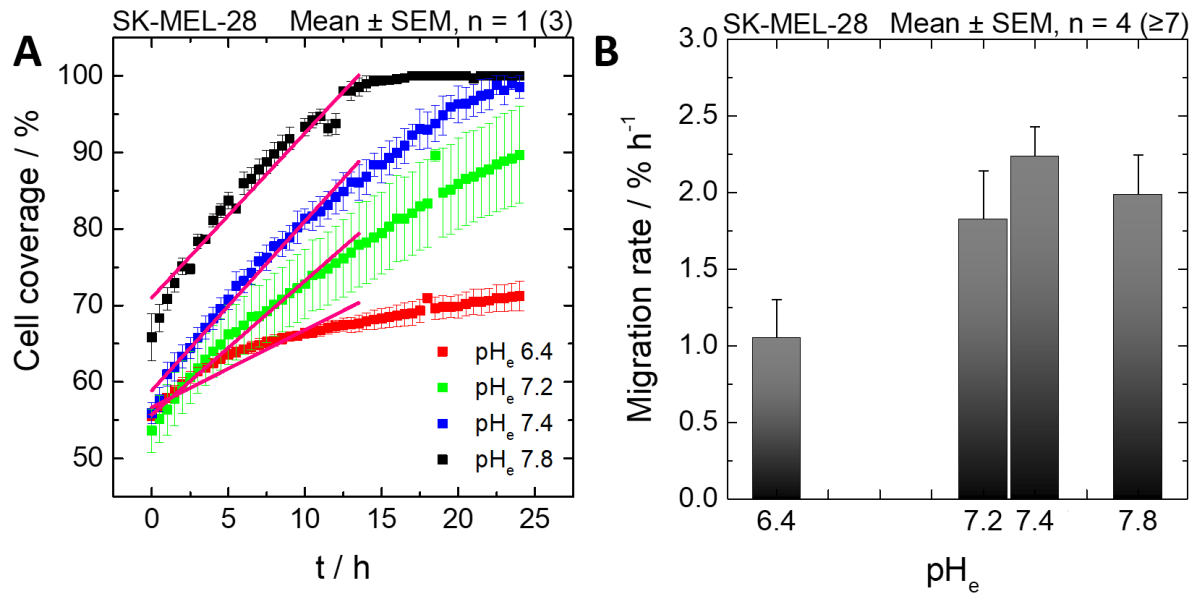 SK-MEL-28 Mean ± SEM, n = 1 (3)
A
Cell coverage / %
100
90
80
70
60
50
pHₑ 6.4
pHₑ 7.2
pHₑ 7.4
pHₑ 7.8
0 5 10 15 20 25
t / h
SK-MEL-28 Mean ± SEM, n = 4 (≥7)
B
Migration rate / % h⁻¹
3.0
2.5
2.0
1.5
1.0
0.5
0.0
6.4 7.2 7.4 7.8
pHₑ